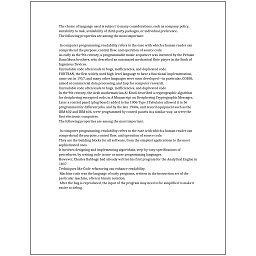 The choice of language used is subject to many considerations, such as company policy,
suitability to task, availability of third-party packages, or individual preference.
The following properties are among the most important:
In computer programming, readability refers to the ease with which a human reader can
comprehend the purpose, control flow, and operation of source code.
As early as the 9th century, a programmable music sequencer was invented by the Persian
Banu Musa brothers, who described an automated mechanical flute player in the Book of
Ingenious Devices.
Unreadable code often leads to bugs, inefficiencies, and duplicated code.
FORTRAN, the first widely used high-level language to have a functional implementation,
came out in 1957 and many other languages were soon developed—in particular, COBOL
aimed at commercial data processing, and Lisp for computer research.
Unreadable code often leads to bugs, inefficiencies, and duplicated code.
In the 9th century, the Arab mathematician Al-Kindi described a cryptographic algorithm
for deciphering encrypted code, in A Manuscript on Deciphering Cryptographic Messages.
Later a control panel (plug board) added to his 1906 Type I Tabulator allowed it to be
programmed for different jobs, and by the late 1940s, unit record equipment such as the
IBM 602 and IBM 604, were programmed by control panels in a similar way, as were the
first electronic computers.
The following properties are among the most important:
In computer programming, readability refers to the ease with which a human reader can
comprehend the purpose, control flow, and operation of source code.
They are the building blocks for all software, from the simplest applications to the most
sophisticated ones.
It involves designing and implementing algorithms, step-by-step specifications of
procedures, by writing code in one or more programming languages.
However, Charles Babbage had already written his first program for the Analytical Engine in
1837.
Techniques like Code refactoring can enhance readability.
Machine code was the language of early programs, written in the instruction set of the
particular machine, often in binary notation.
After the bug is reproduced, the input of the program may need to be simplified to make it
easier to debug.